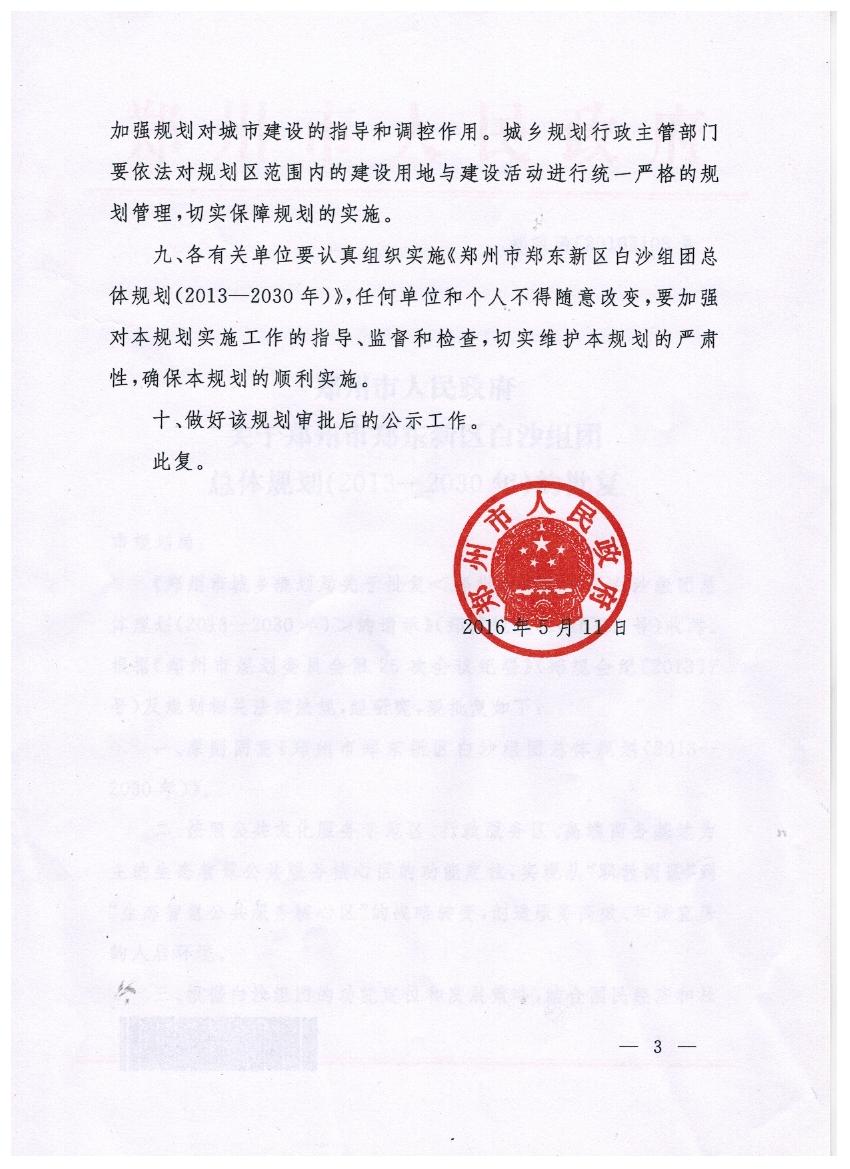 加强规划对城市建设的指导和调控作用。城乡规划行政主管部门
要依法对规划区范围内的建设用地与建设活动进行统一严格的规
划管理,切实保障规划的实施。
九、各有关单位要认真组织实施《郑州市郑东新区白沙组团总
体规划(2013—2030年)》,任何单位和个人不得随意改变,要加强
对本规划实施工作的指导、监督和检查,切实维护本规划的严肃
性,确保本规划的顺利实施。
十、做好该规划审批后的公示工作。
此复。
郑州市人民政府
2016年5月11日
— 3 —